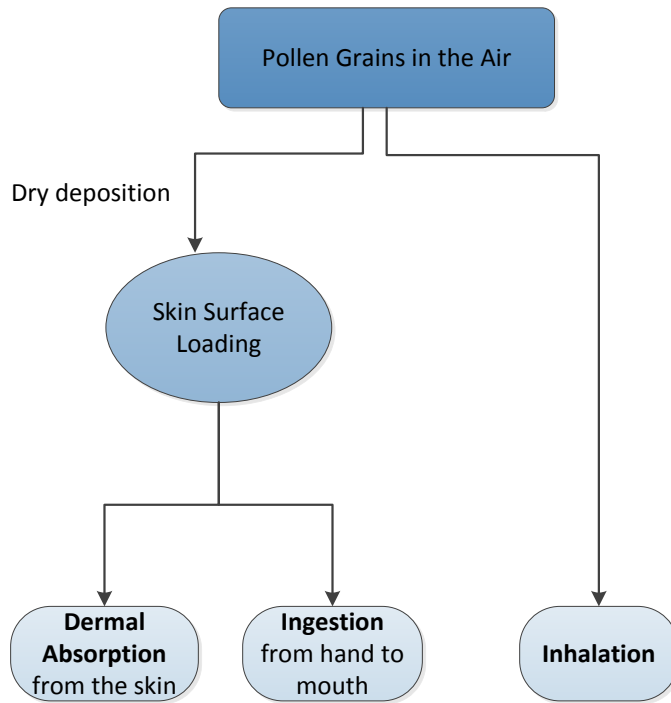 Pollen Grains in the Air
Dry deposition
Skin Surface
Loading
Dermal
Absorption
from the skin
Ingestion
from hand to
mouth
Inhalation